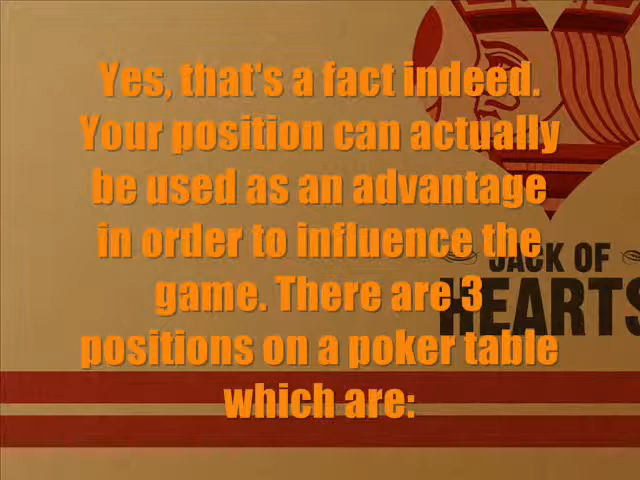 Yes, that's a fact indeed.
Your position can actually
be used as an advantage
in order to influence the
game. There are 3
positions on a poker table
which are:
JACK OF
HEARTS